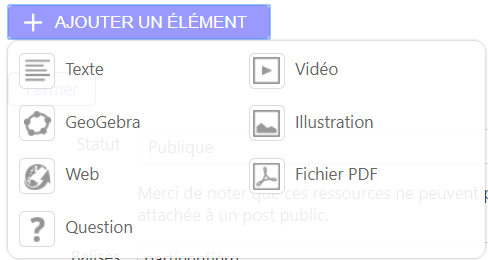 AJOUTER UN ÉLÉMENT
Texte
Vidéo
Fermer
GeoGebra
Illustration
Statut
Publique
Web
Fichier PDF
Merci de noter que ces ressources ne peuvent p
attachée à un post public.
Question